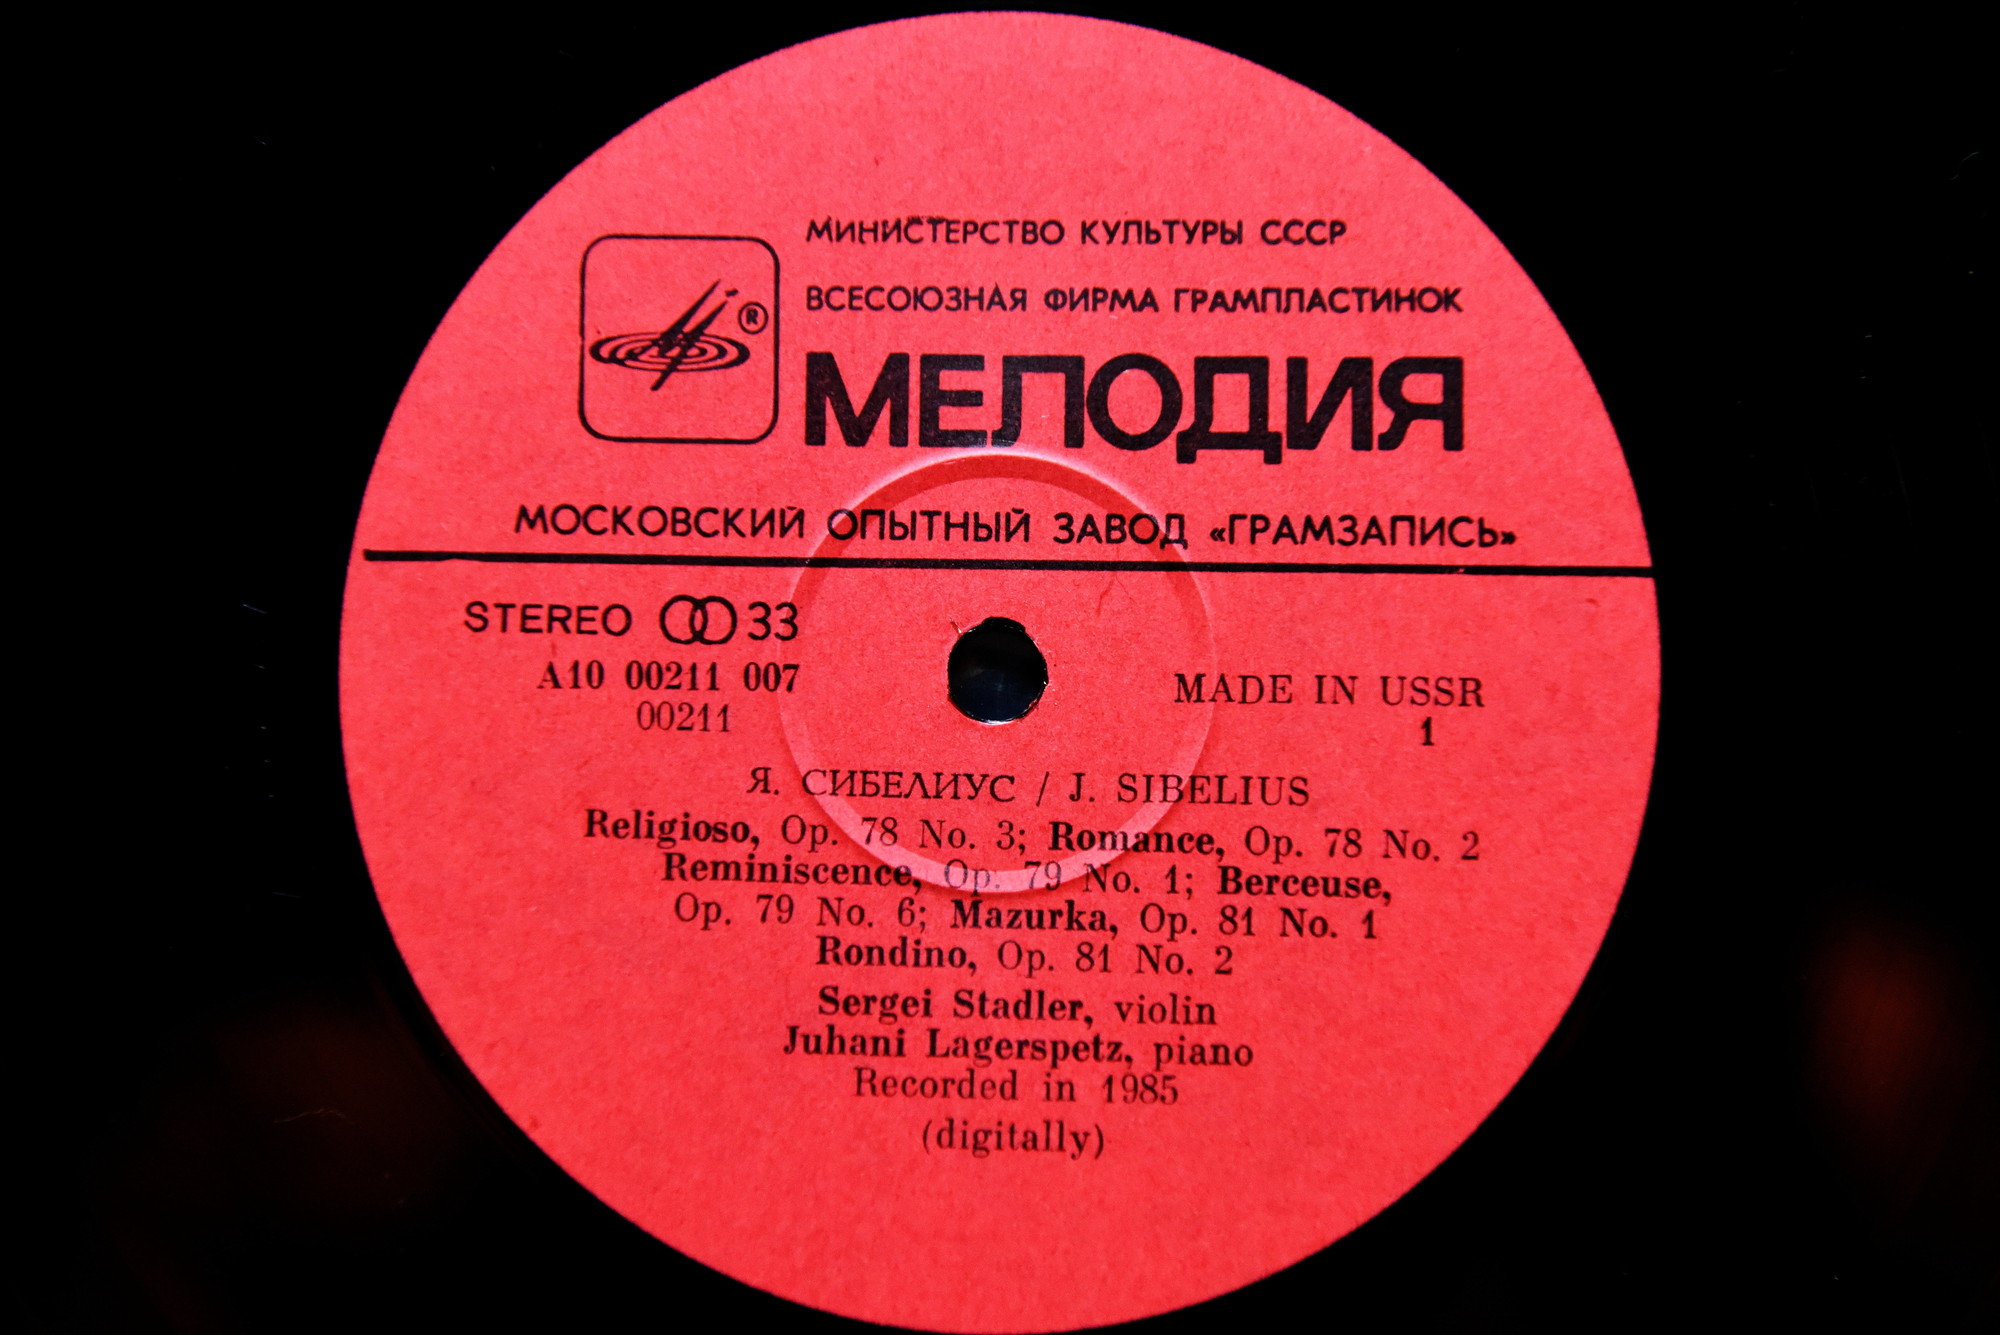 МИНИСТЕРСТВО КУЛЬТУРЫ СССР
ВСЕСОЮЗНАЯ ФИРМА ГРАМПЛАСТИНОК
®
МЕЛОДИЯ
МОСКОВСКИЙ ОПЫТНЫЙ ЗАВОД «ГРАМЗАПИСЬ»
STEREO 33
A10 00211 007
00211
MADE IN USSR
1
Я. СИБЕЛИУС / J. SIBELIUS
Religioso, Op. 78 No. 3; Romance, Op. 78 No. 2
Reminiscence, Op. 79 No. 1; Berceuse,
Op. 79 No. 6; Mazurka, Op. 81 No. 1
Rondino, Op. 81 No. 2
Sergei Stadler, violin
Juhani Lagerspetz, piano
Recorded in 1985
(digitally)